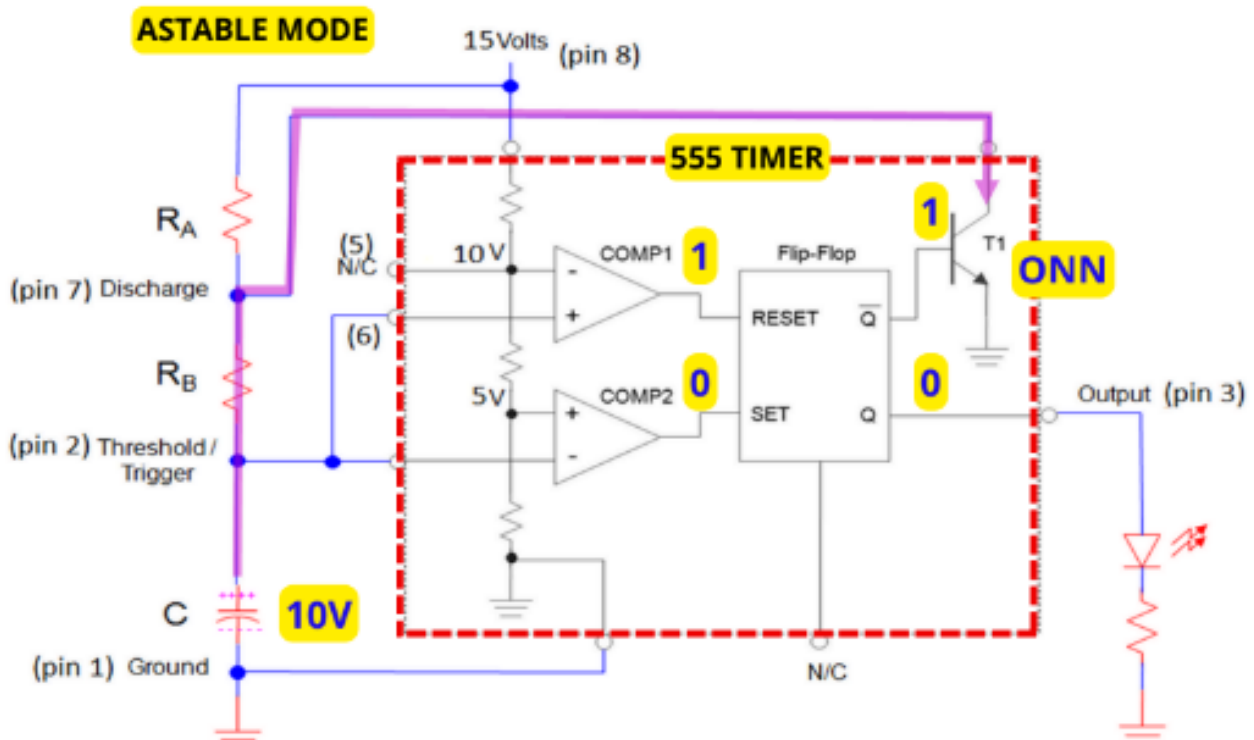 ASTABLE MODE
15Volts (pin 8)
555 TIMER
RA
(5)
N/C
10V
COMP1
1
Flip-Flop
1
T1
ONN
(pin 7) Discharge
(6)
RESET
Q
RB
5V
COMP2
0
SET
Q
0
Output (pin 3)
(pin 2) Threshold /
Trigger
-
+
+
-
C
++++
----
10V
(pin 1) Ground
N/C